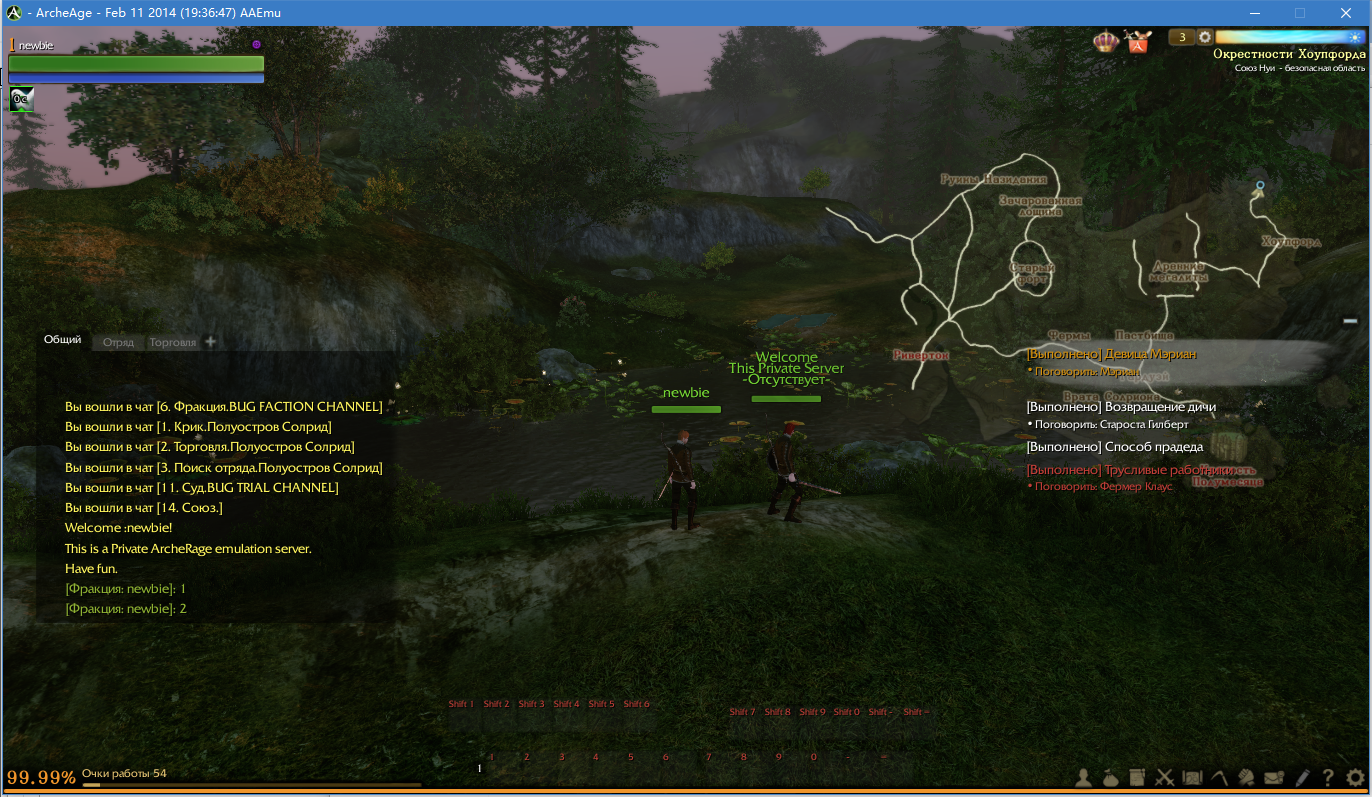 - ArcheAge - Feb 11 2014 (19:36:47) AAEmu
1 newbie
3
Окрестности Хоупфорда
Союз Нуи - безопасная область
Руины Назидания
Зачарованная
лощина
Хоупфорд
Старый
форт
Древние
мегалиты
Фермы
Пастбища
Ривертон
[Выполнено] Девица Мэриан
• Поговорить: Мэриан
Врата Солриона
[Выполнено] Возвращение дичи
• Поговорить: Староста Гилберт
[Выполнено] Способ прадеда
[Выполнено] Трусливые работники
• Поговорить: Фермер Клаус
Полумесяца
Welcome
This Private Server
-Отсутствует-
newbie
Общий
Отряд
Торговля
Вы вошли в чат [6. Фракция.BUG FACTION CHANNEL]
Вы вошли в чат [1. Крик.Полуостров Солрид]
Вы вошли в чат [2. Торговля.Полуостров Солрид]
Вы вошли в чат [3. Поиск отряда.Полуостров Солрид]
Вы вошли в чат [11. Суд.BUG TRIAL CHANNEL]
Вы вошли в чат [14. Союз.]
Welcome :newbie!
This is a Private ArcheRage emulation server.
Have fun.
[Фракция: newbie]: 1
[Фракция: newbie]: 2
Shift 1 Shift 2 Shift 3 Shift 4 Shift 5 Shift 6
Shift 7 Shift 8 Shift 9 Shift 0 Shift - Shift =
1 2 3 4 5 6 7 8 9 0 - =
1
99.99% Очки работы 54